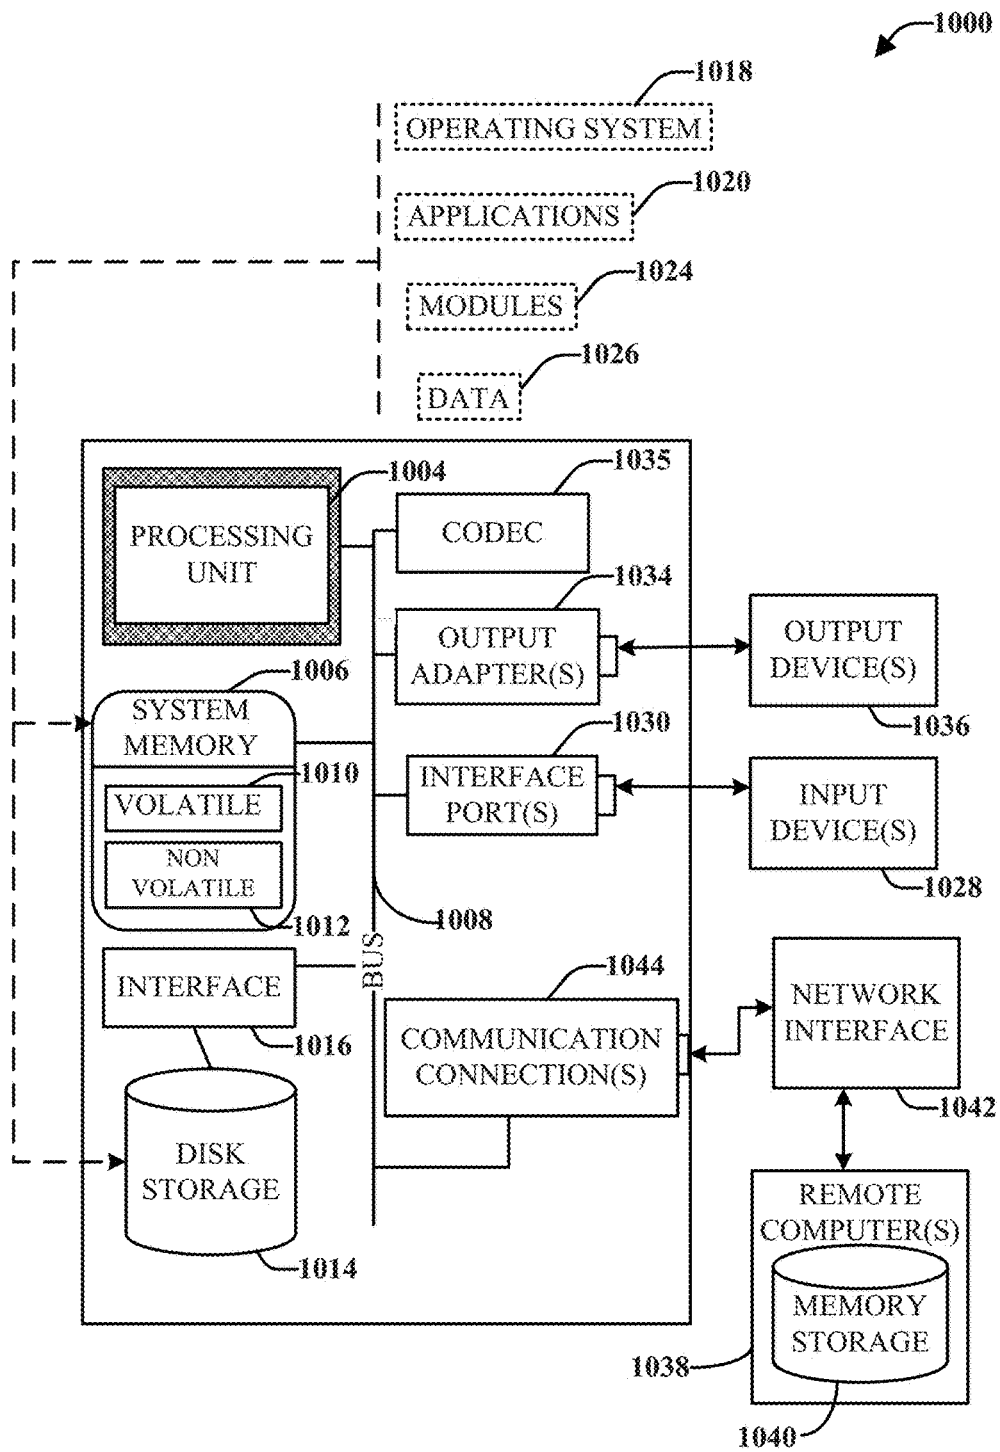 1000
1018
OPERATING SYSTEM
1020
APPLICATIONS
1024
MODULES
1026
DATA
1004
PROCESSING
UNIT
1035
CODEC
1034
OUTPUT
ADAPTER(S)
OUTPUT
DEVICE(S)
1036
1006
SYSTEM
MEMORY
1010
VOLATILE
NON
VOLATILE
1012
1030
INTERFACE
PORT(S)
INPUT
DEVICE(S)
1028
1008
BUS
INTERFACE
1016
1044
COMMUNICATION
CONNECTION(S)
NETWORK
INTERFACE
1042
DISK
STORAGE
1014
REMOTE
COMPUTER(S)
MEMORY
STORAGE
1038
1040